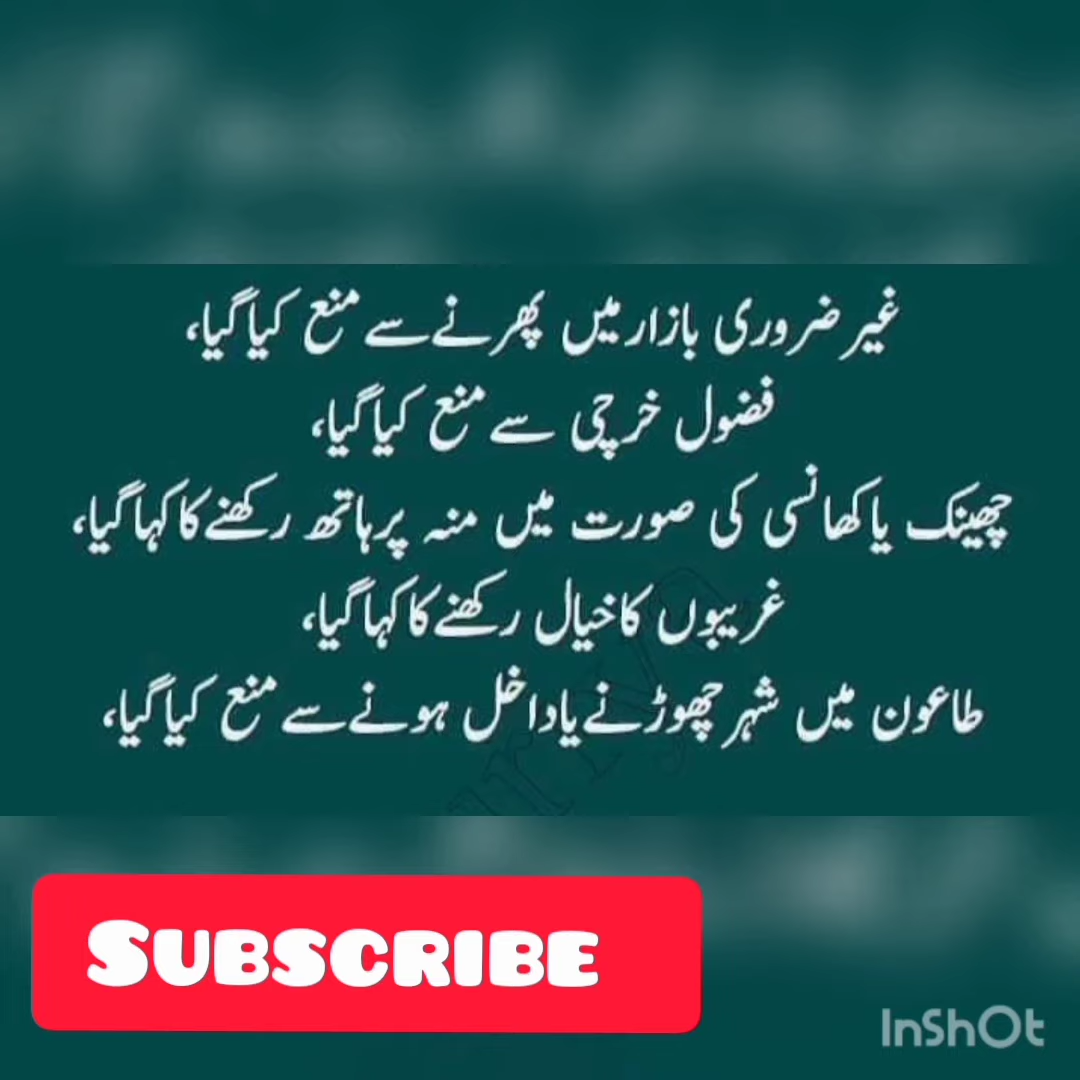 غیر ضروری بازار میں پھرنے سے منع کیا گیا،
فضول خرچی سے منع کیا گیا،
چھینک یا کھانسی کی صورت میں منہ پر ہاتھ رکھنے کا کہا گیا،
غریبوں کا خیال رکھنے کا کہا گیا،
طاعون میں شہر چھوڑنے یا داخل ہونے سے منع کیا گیا،
SUBSCRIBE
InShOt